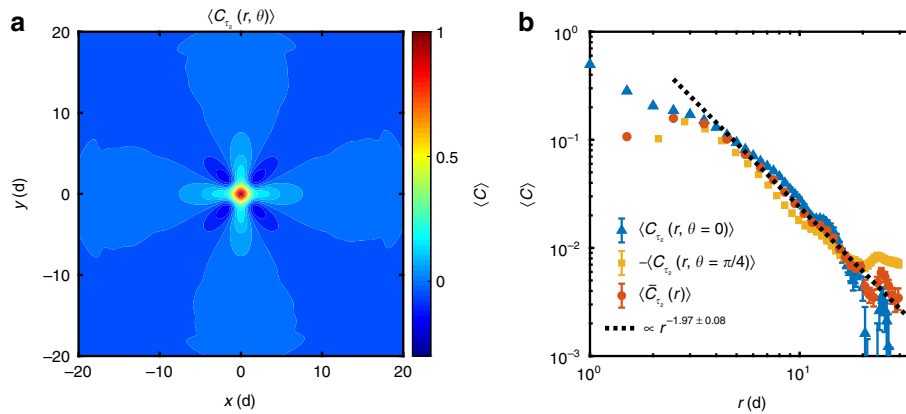 a
⟨C_τ₂ (r, θ)⟩
20
10
0
−10
−20
y (d)
−20
−10
0
10
20
x (d)
1
0.5
0
⟨C⟩
b
10⁰
10⁻¹
10⁻²
10⁻³
⟨C⟩
⟨C_τ₂ (r, θ = 0)⟩
−⟨C_τ₂ (r, θ = π/4)⟩
⟨C̄_τ₂ (r)⟩
∝ r^−1.97 ± 0.08
10⁰
10¹
r (d)